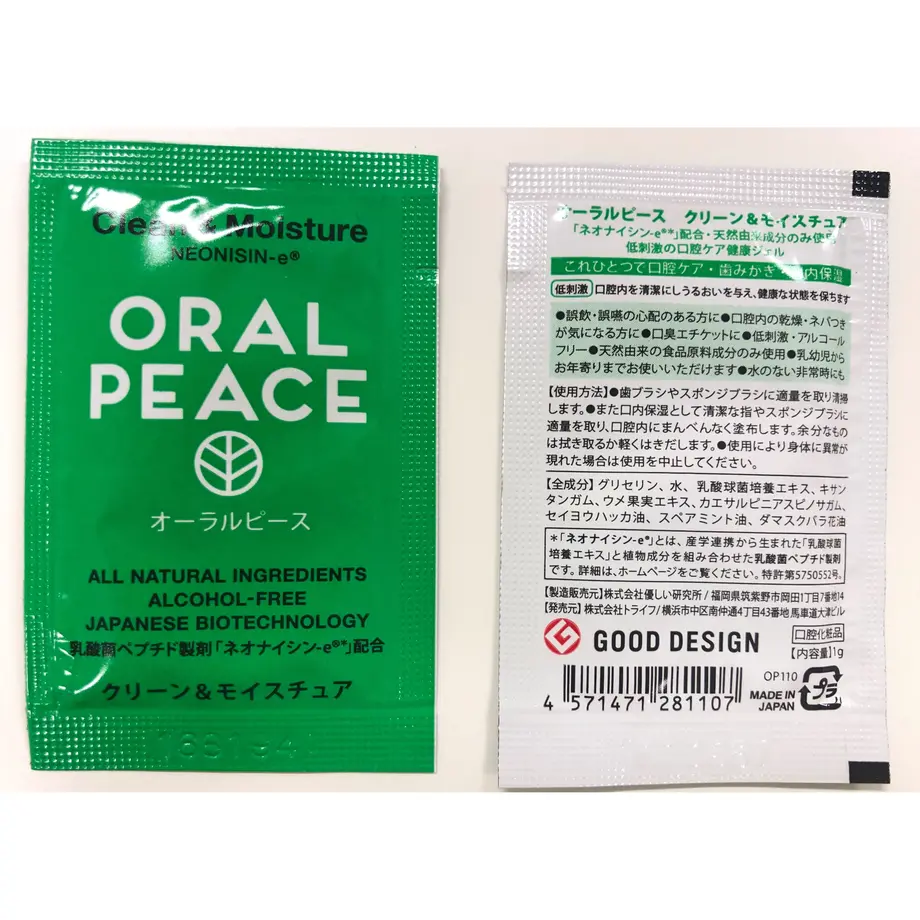 Clean & Moisture
NEONISIN-e®
ORAL
PEACE
オーラルピース
ALL NATURAL INGREDIENTS
ALCOHOL-FREE
JAPANESE BIOTECHNOLOGY
乳酸菌ペプチド製剤「ネオナイシン-e®*」配合
クリーン&モイスチュア
オーラルピース クリーン&モイスチュア
「ネオナイシン-e®*」配合・天然由来成分のみ使用
低刺激の口腔ケア健康ジェル
これひとつで口腔ケア・歯みかき・ 内保湿
低刺激 口腔内を清潔にしうるおいを与え、健康な状態を保ちます
●誤飲・誤嚥の心配のある方に●口腔内の乾燥・ネバつき
が気になる方に●口臭エチケットに●低刺激・アルコール
フリー●天然由来の食品原料成分のみ使用●乳幼児から
お年寄りまでお使いいただけます●水のない非常時にも
【使用方法】●歯ブラシやスポンジブラシに適量を取り清掃
します。●また口内保湿として清潔な指やスポンジブラシに
適量を取り、口腔内にまんべんなく塗布します。余分なもの
は拭き取るか軽くはきだします。●使用により身体に異常が
現れた場合は使用を中止してください。
【全成分】グリセリン、水、乳酸球菌培養エキス、キサン
タンガム、ウメ果実エキス、カエサルピニアスピノサガム、
セイヨウハッカ油、スペアミント油、ダマスクバラ花油
*「ネオナイシン-e®」とは、産学連携から生まれた「乳酸球菌
培養エキス」と植物成分を組み合わせた乳酸菌ペプチド製剤
です。詳細は、ホームページをご覧ください。特許第5750552号。
【製造販売元】株式会社優しい研究所/福岡県筑紫野市岡田1丁目7番地14
【発売元】株式会社トライフ/横浜市中区南仲通4丁目43番地 馬車道大津ビル
GOOD DESIGN
口腔化粧品
【内容量】1g
OP110
MADE IN
JAPAN
プラ
4 571471 281107